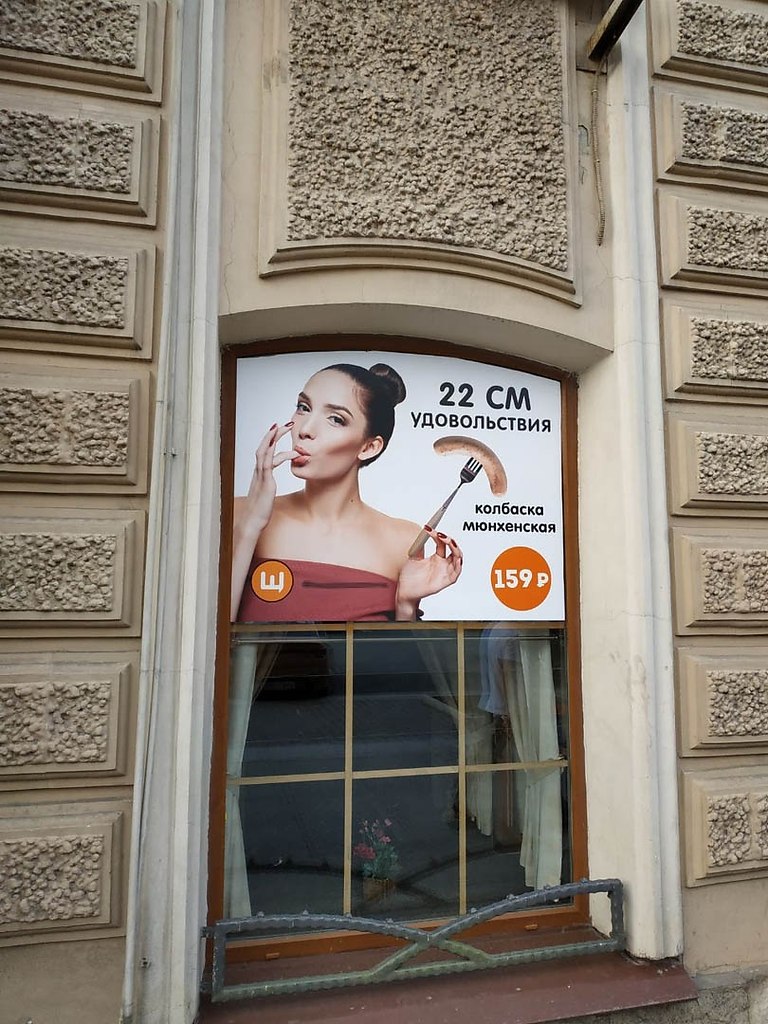 22 СМ
УДОВОЛЬСТВИЯ
колбаска
мюнхенская
159 ₽
Щ